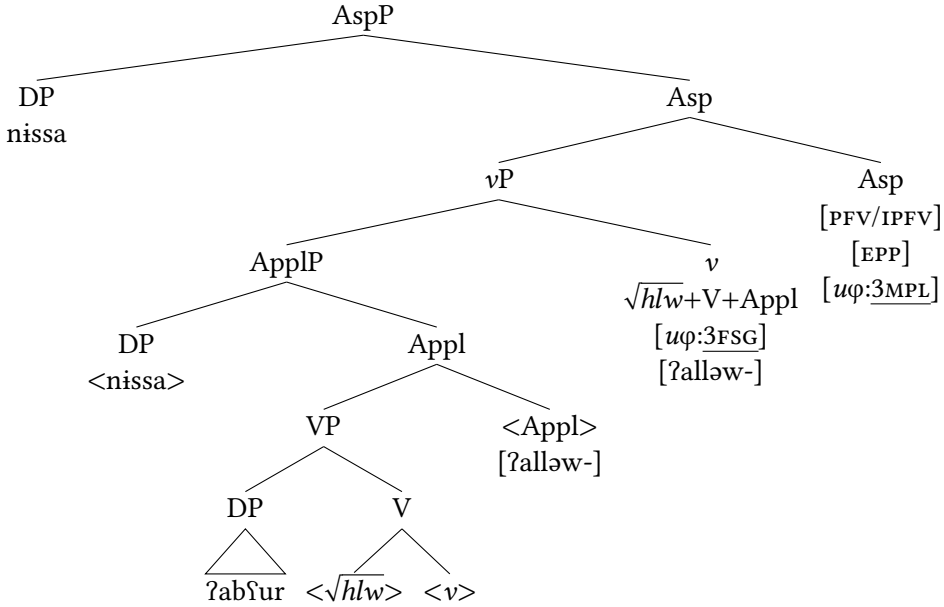 AspP
DP Asp
nɨssa
vP Asp
[PFV/IPFV]
ApplP v [EPP]
√hlw+V+Appl [uφ:3MPL]
DP Appl [uφ:3FSG]
<nɨssa> [ʔalləw-]
VP <Appl>
[ʔalləw-]
DP V
ʔabʕur <√hlw> <v>